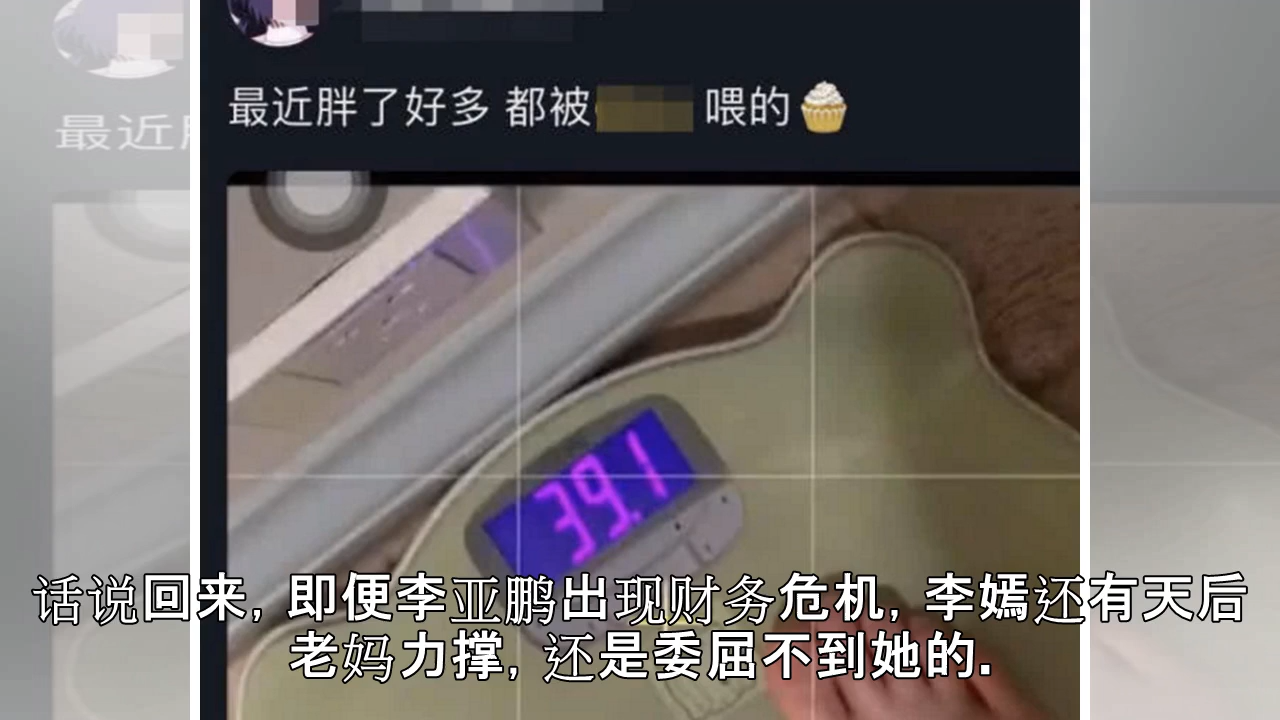 最近胖了好多 都被 喂的
最近
39.1
话说回来, 即便李亚鹏出现财务危机, 李嫣还有天后
老妈力撑, 还是委屈不到她的.